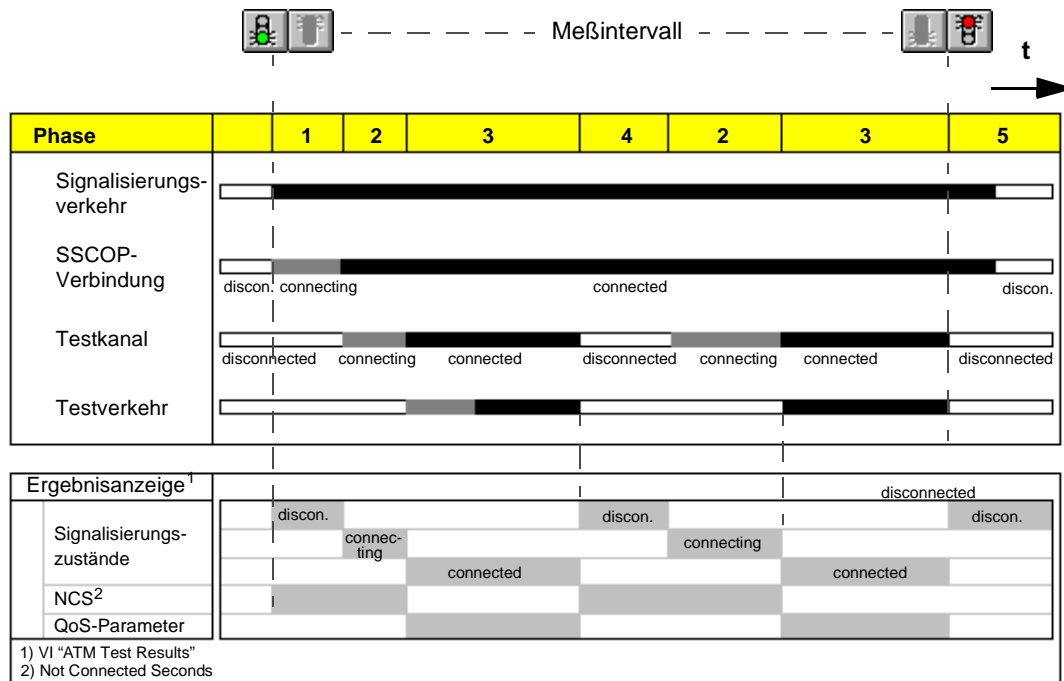 Meßintervall
t
Phase 1 2 3 4 2 3 5
Signalisierungs-
verkehr
SSCOP-
Verbindung
discon. connecting connected discon.
Testkanal
disconnected connecting connected disconnected connecting connected disconnected
Testverkehr
Ergebnisanzeige1
disconnected
discon. discon. discon.
Signalisierungs-
zustände
connec-
ting
connecting
connected connected
NCS2
QoS-Parameter
1) VI “ATM Test Results”
2) Not Connected Seconds